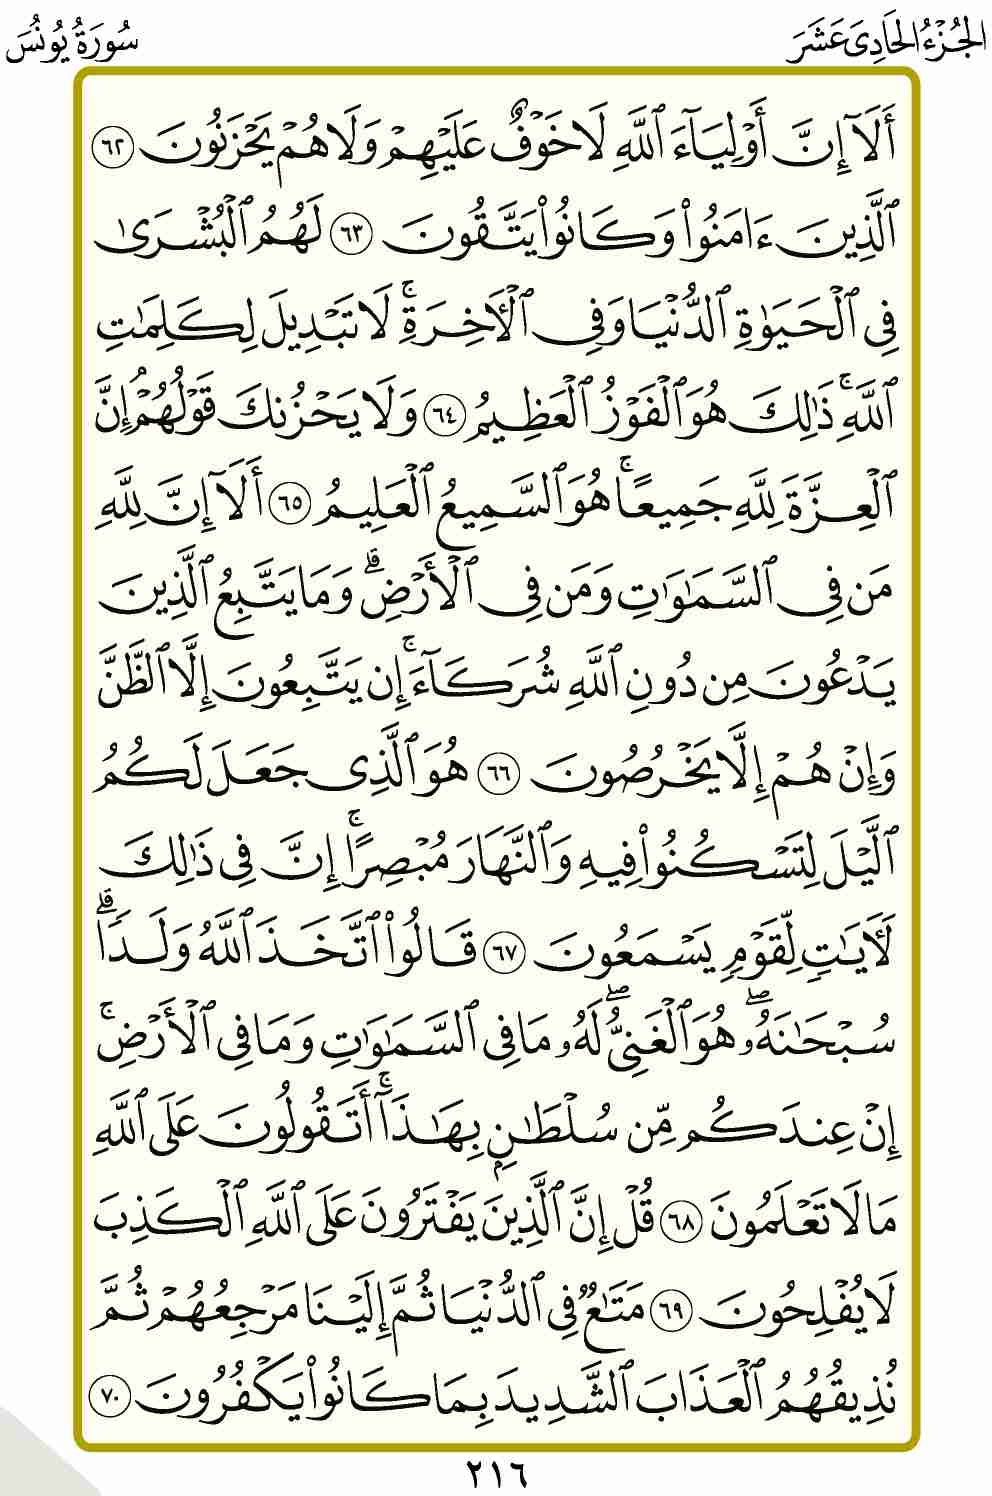 الجُزْءُ الحَادِي عَشَرَ
سُورَةُ يُونُسَ
أَلَآ إِنَّ أَوْلِيَآءَ ٱللَّهِ لَا خَوْفٌ عَلَيْهِمْ وَلَا هُمْ يَحْزَنُونَ ٦٢
ٱلَّذِينَ ءَامَنُوا۟ وَكَانُوا۟ يَتَّقُونَ ٦٣ لَهُمُ ٱلْبُشْرَىٰ
فِى ٱلْحَيَوٰةِ ٱلدُّنْيَا وَفِى ٱلْأَخِرَةِ ۚ لَا تَبْدِيلَ لِكَلِمَٰتِ
ٱللَّهِ ۚ ذَٰلِكَ هُوَ ٱلْفَوْزُ ٱلْعَظِيمُ ٦٤ وَلَا يَحْزُنكَ قَوْلُهُمْ ۘ إِنَّ
ٱلْعِزَّةَ لِلَّهِ جَمِيعًا ۚ هُوَ ٱلسَّمِيعُ ٱلْعَلِيمُ ٦٥ أَلَآ إِنَّ لِلَّهِ
مَن فِى ٱلسَّمَٰوَٰتِ وَمَن فِى ٱلْأَرْضِ ۗ وَمَا يَتَّبِعُ ٱلَّذِينَ
يَدْعُونَ مِن دُونِ ٱللَّهِ شُرَكَآءَ ۚ إِن يَتَّبِعُونَ إِلَّا ٱلظَّنَّ
وَإِنْ هُمْ إِلَّا يَخْرُصُونَ ٦٦ هُوَ ٱلَّذِى جَعَلَ لَكُمُ
ٱلَّيْلَ لِتَسْكُنُوا۟ فِيهِ وَٱلنَّهَارَ مُبْصِرًا ۚ إِنَّ فِى ذَٰلِكَ
لَأَيَٰتٍ لِّقَوْمٍ يَسْمَعُونَ ٦٧ قَالُوا۟ ٱتَّخَذَ ٱللَّهُ وَلَدًا ۗ
سُبْحَٰنَهُۥ ۖ هُوَ ٱلْغَنِىُّ ۖ لَهُۥ مَا فِى ٱلسَّمَٰوَٰتِ وَمَا فِى ٱلْأَرْضِ ۚ
إِنْ عِندَكُم مِّن سُلْطَٰنٍۭ بِهَٰذَآ ۚ أَتَقُولُونَ عَلَى ٱللَّهِ
مَا لَا تَعْلَمُونَ ٦٨ قُلْ إِنَّ ٱلَّذِينَ يَفْتَرُونَ عَلَى ٱللَّهِ ٱلْكَذِبَ
لَا يُفْلِحُونَ ٦٩ مَتَٰعٌ فِى ٱلدُّنْيَا ثُمَّ إِلَيْنَا مَرْجِعُهُمْ ثُمَّ
نُذِيقُهُمُ ٱلْعَذَابَ ٱلشَّدِيدَ بِمَا كَانُوا۟ يَكْفُرُونَ ٧٠
٢١٦